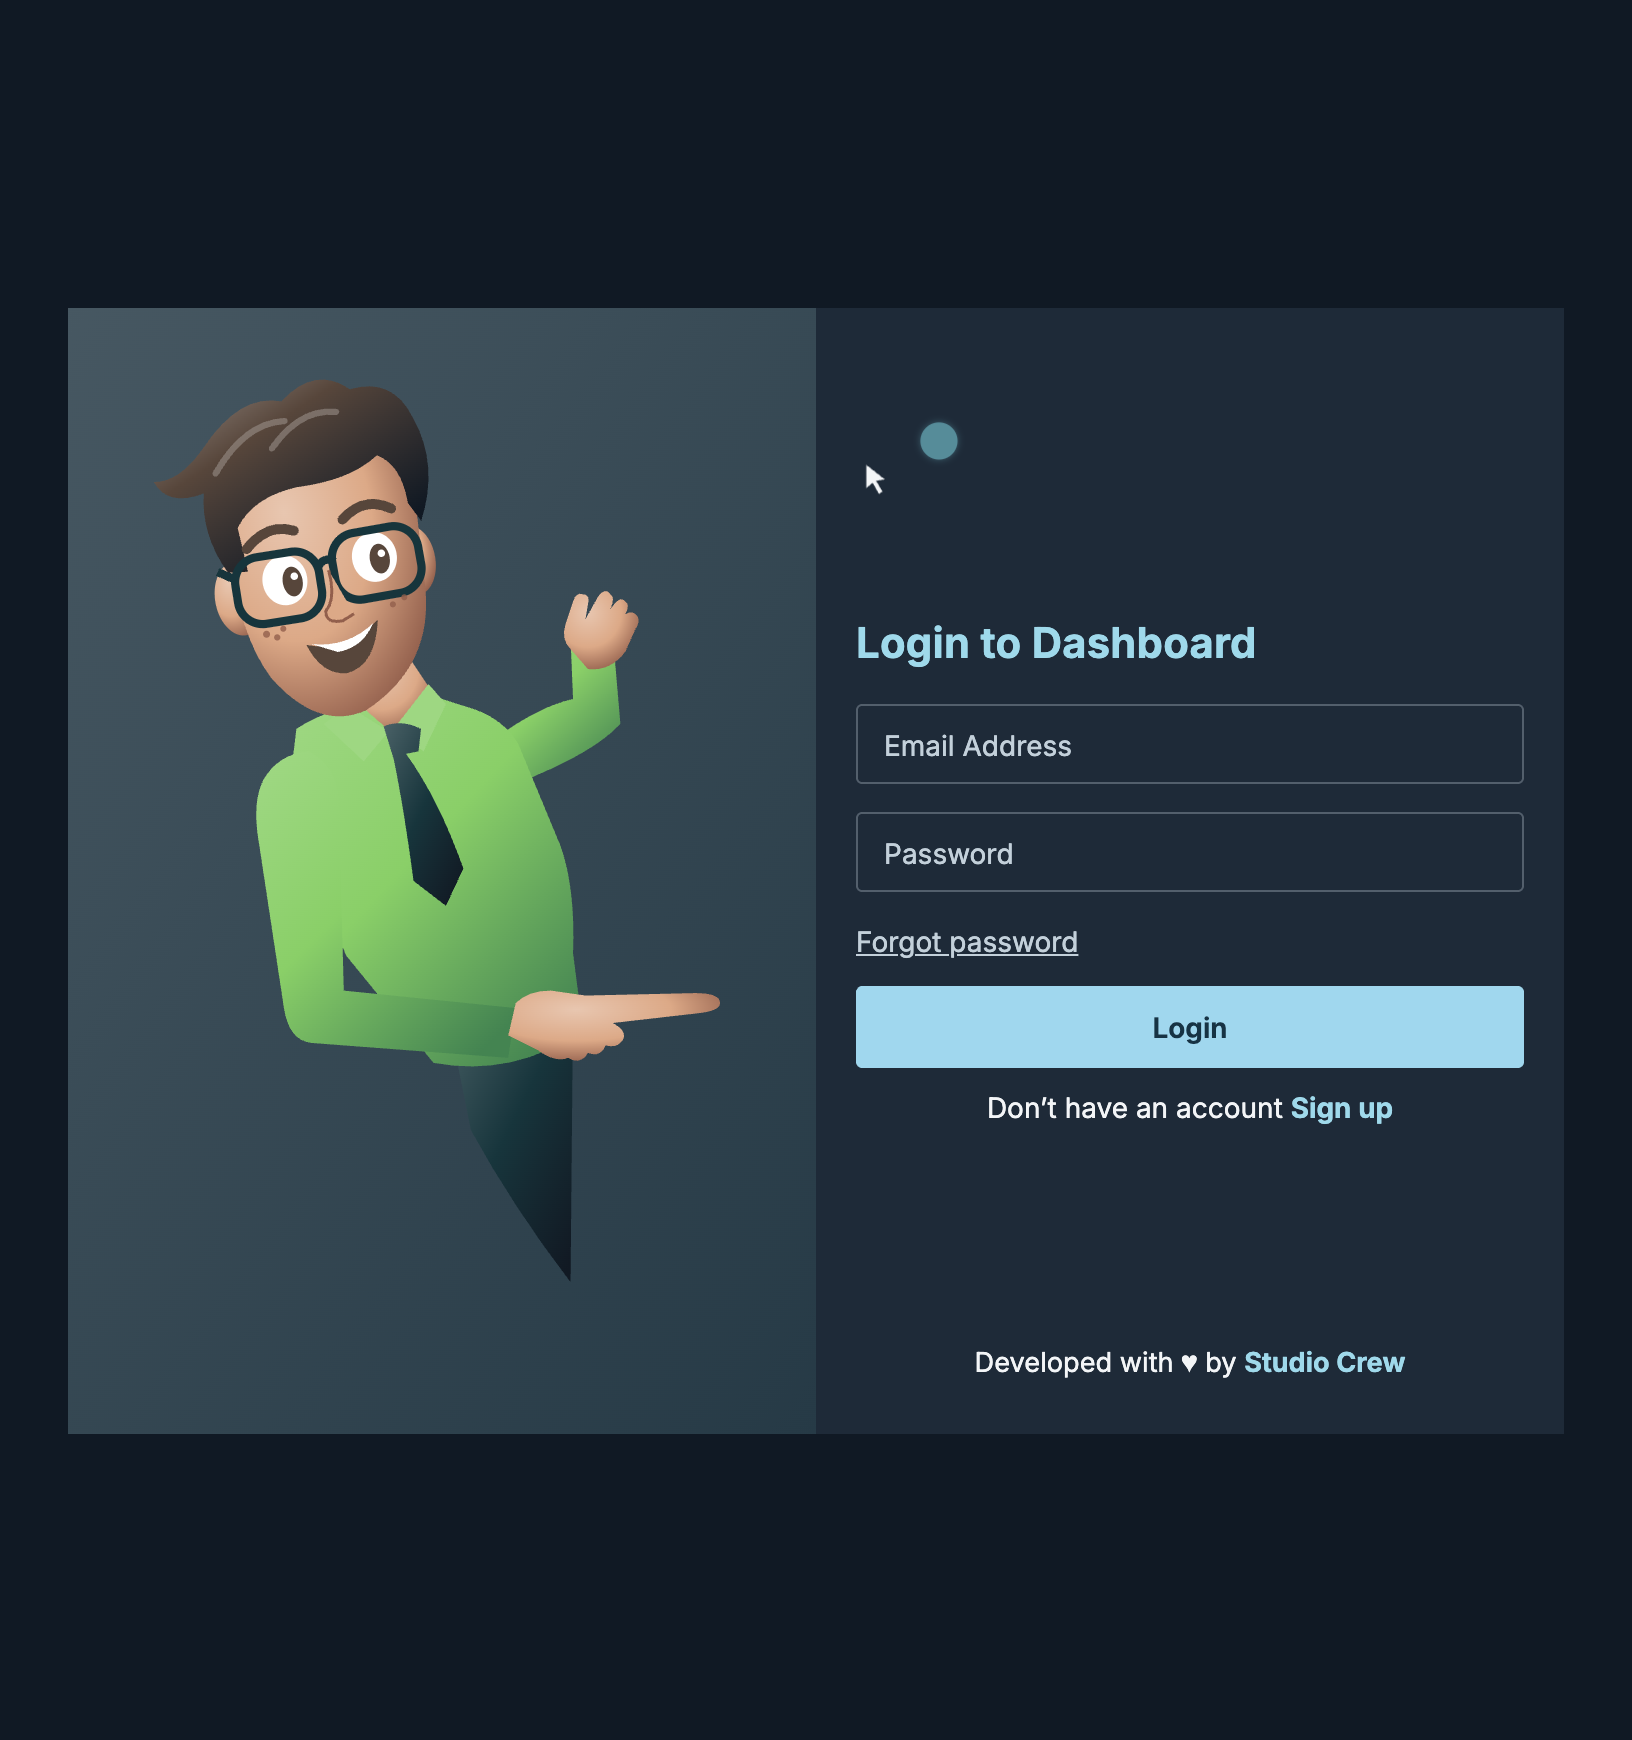 Login to Dashboard
Email Address
Password
Forgot password
Login
Don’t have an account Sign up
Developed with ♥ by Studio Crew